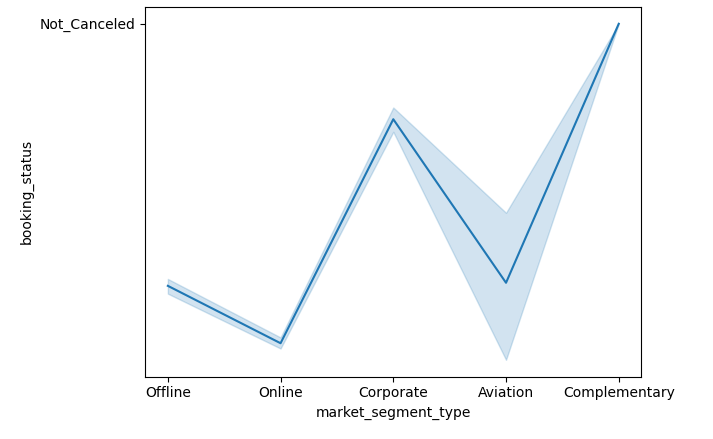 Not_Canceled
booking_status
Offline Online Corporate Aviation Complementary
market_segment_type